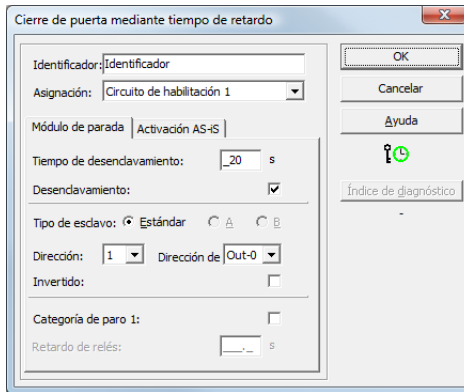 Cierre de puerta mediante tiempo de retardo
Identificador: Identificador
Asignación: Circuito de habilitación 1
Módulo de parada Activación AS-iS
Tiempo de desenclavamiento: _20 s
Desenclavamiento:
Tipo de esclavo: Estándar A B
Dirección: 1 Dirección de Out-0
Invertido:
Categoría de paro 1:
Retardo de relés: ___._ s
OK
Cancelar
Ayuda
Índice de diagnóstico
-